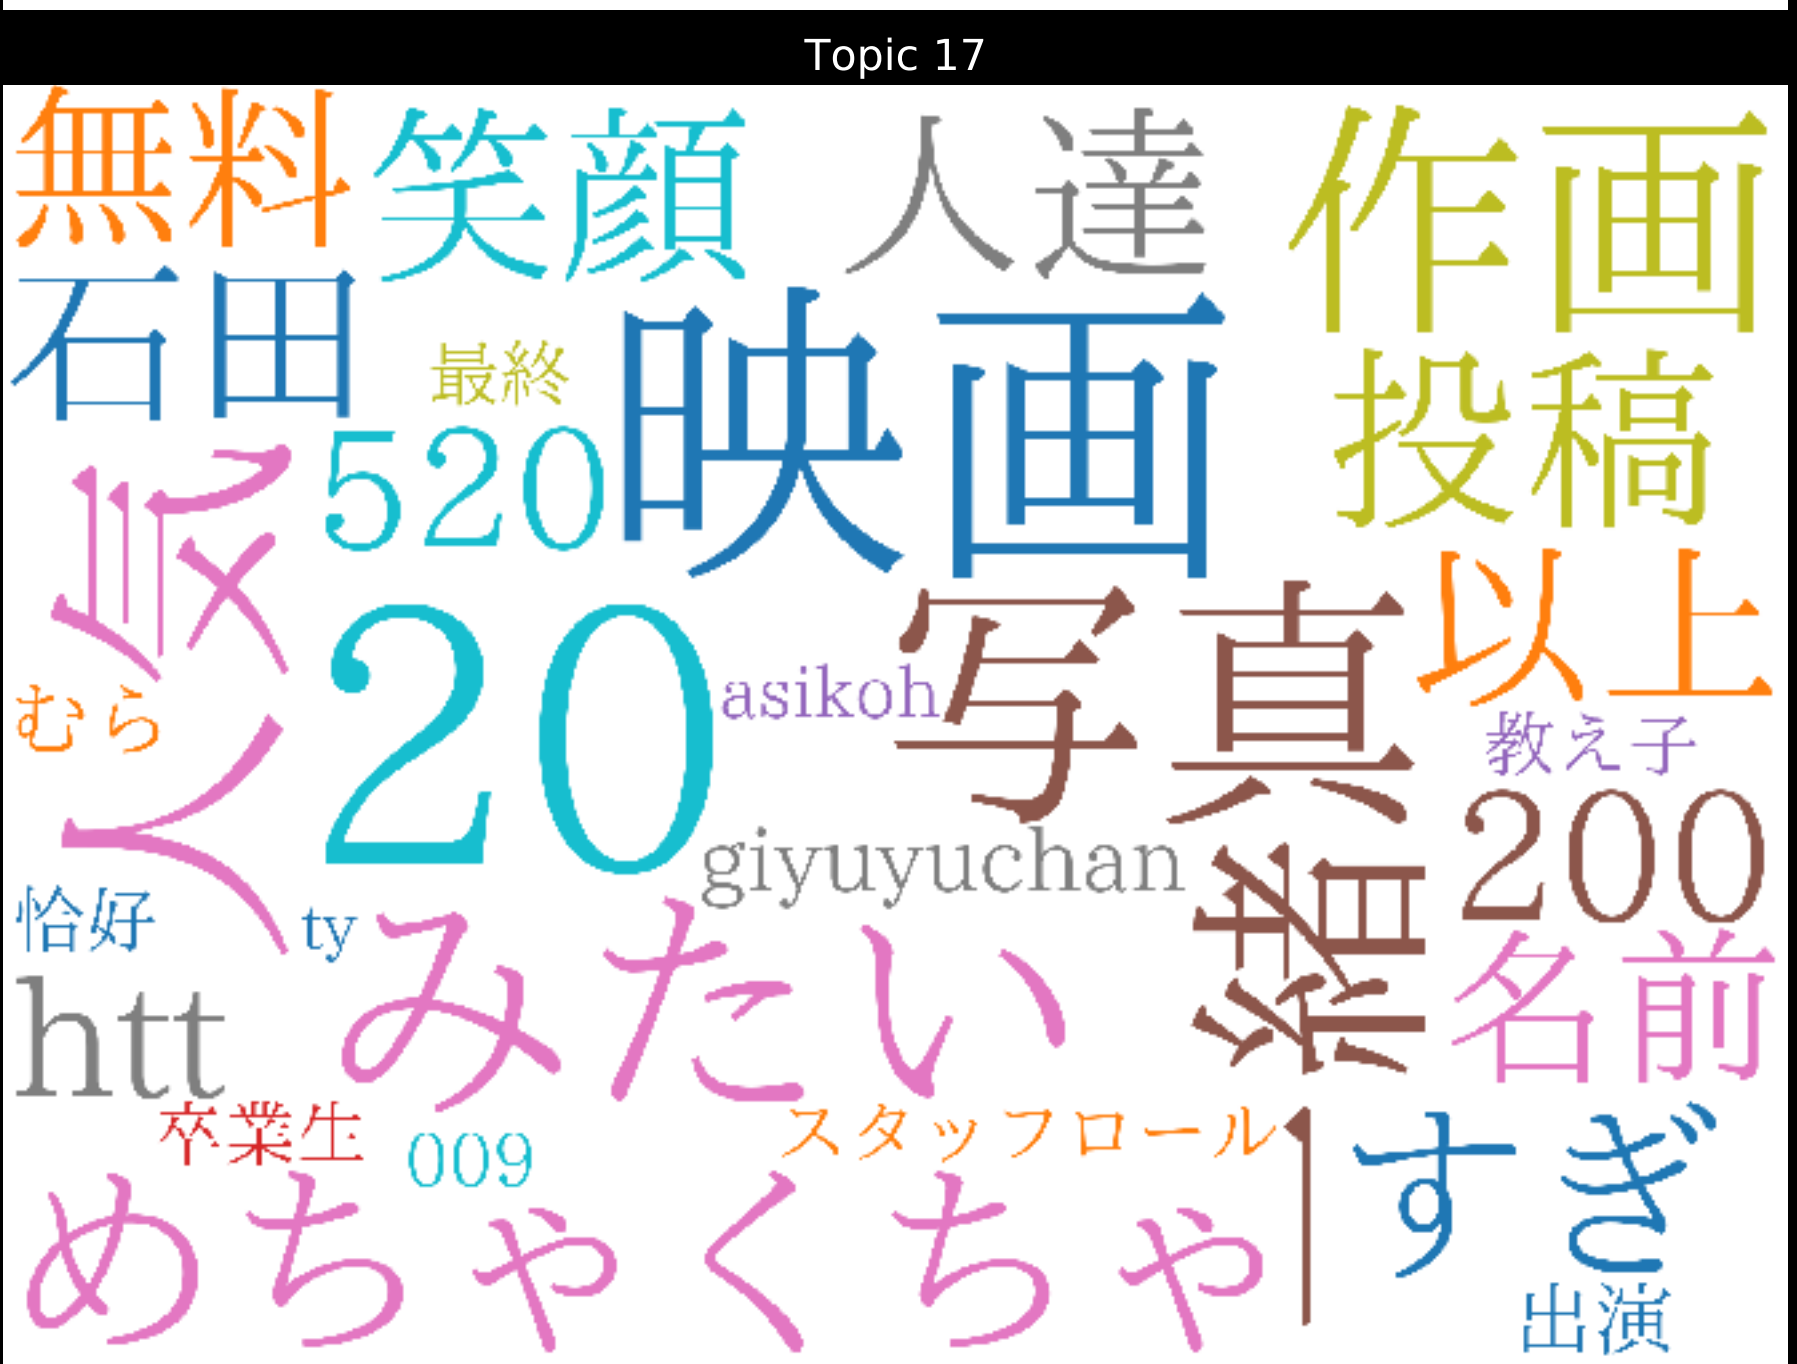 Topic 17
無料
笑顔
人達
作画
石田
最終
映画
投稿
人気
520
20
写真
以上
むら
asikoh
教え子
200
giyuyuchan
恰好
ty
みたい
一緒
名前
htt
卒業生
009
スタッフロール
すぎ
めちゃくちゃ
出演